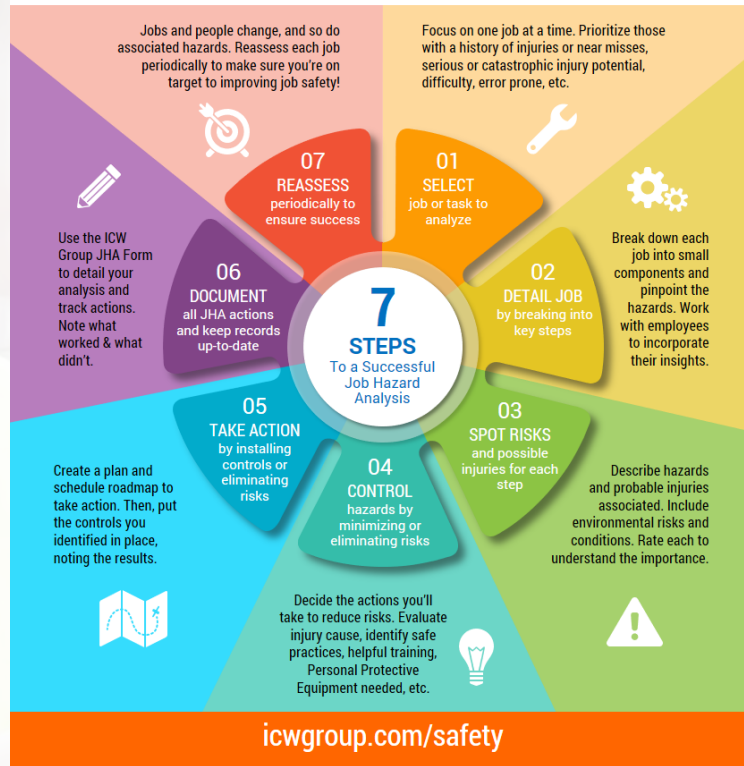 7
STEPS
To a Successful
Job Hazard
Analysis
01
SELECT
job or task to
analyze
Focus on one job at a time. Prioritize those
with a history of injuries or near misses,
serious or catastrophic injury potential,
difficulty, error prone, etc.
02
DETAIL JOB
by breaking into
key steps
Break down each
job into small
components and
pinpoint the
hazards. Work
with employees
to incorporate
their insights.
03
SPOT RISKS
and possible
injuries for each
step
Describe hazards
and probable injuries
associated. Include
environmental risks and
conditions. Rate each to
understand the importance.
04
CONTROL
hazards by
minimizing or
eliminating risks
Decide the actions you'll
take to reduce risks. Evaluate
injury cause, identify safe
practices, helpful training,
Personal Protective
Equipment needed, etc.
05
TAKE ACTION
by installing
controls or
eliminating
risks
Create a plan and
schedule roadmap to
take action. Then, put
the controls you
identified in place,
noting the results.
06
DOCUMENT
all JHA actions
and keep records
up-to-date
Use the ICW
Group JHA Form
to detail your
analysis and
track actions.
Note what
worked & what
didn't.
07
REASSESS
periodically to
ensure success
Jobs and people change, and so do
associated hazards. Reassess each job
periodically to make sure you're on
target to improving job safety!
icwgroup.com/safety